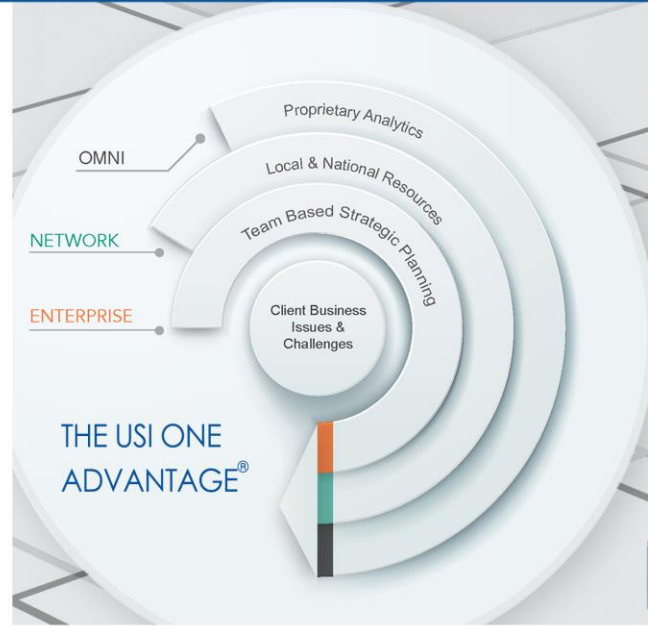 Proprietary Analytics
OMNI
Local & National Resources
NETWORK
Team Based Strategic Planning
ENTERPRISE
Client Business
Issues &
Challenges
THE USI ONE
ADVANTAGE®